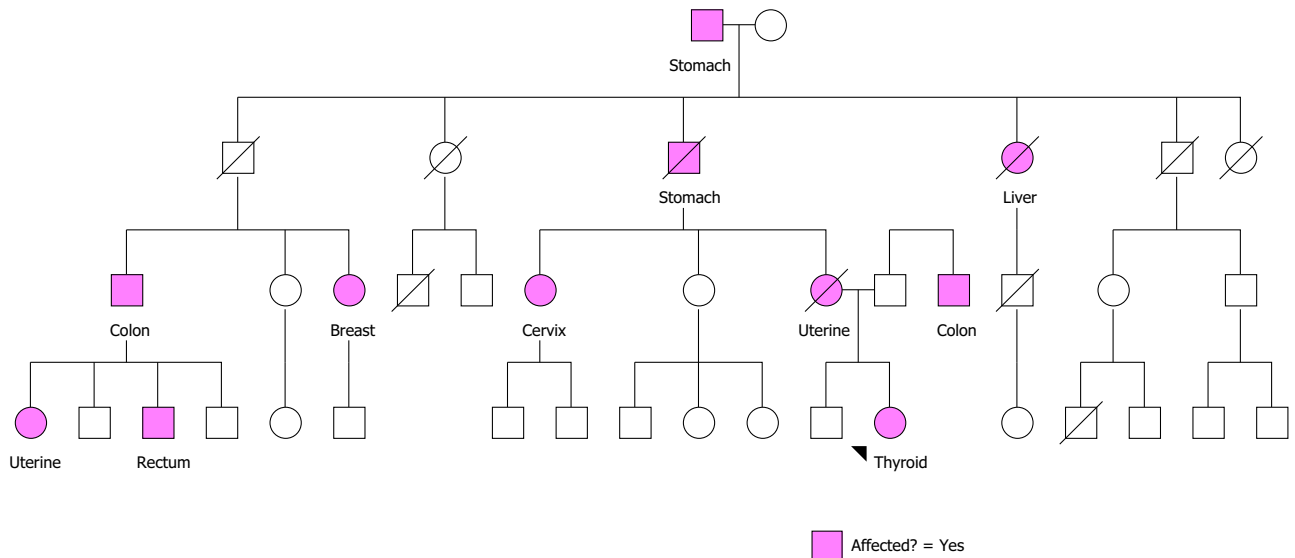 Stomach
Stomach
Liver
Colon
Breast
Cervix
Uterine
Colon
Uterine
Rectum
Thyroid
Affected? = Yes